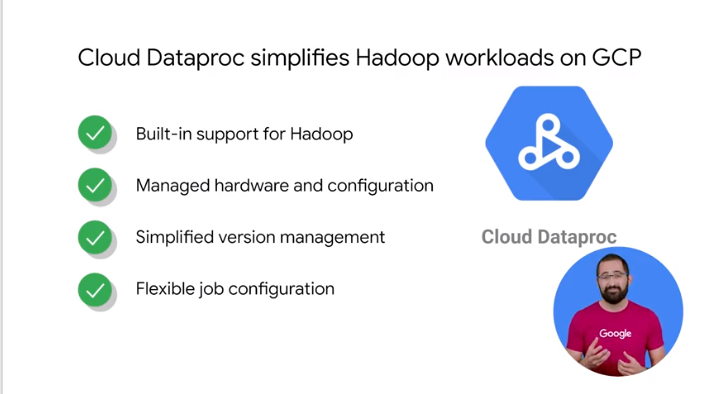 Cloud Dataproc simplifies Hadoop workloads on GCP
Built-in support for Hadoop
Managed hardware and configuration
Simplified version management
Flexible job configuration
Cloud Dataproc
Google